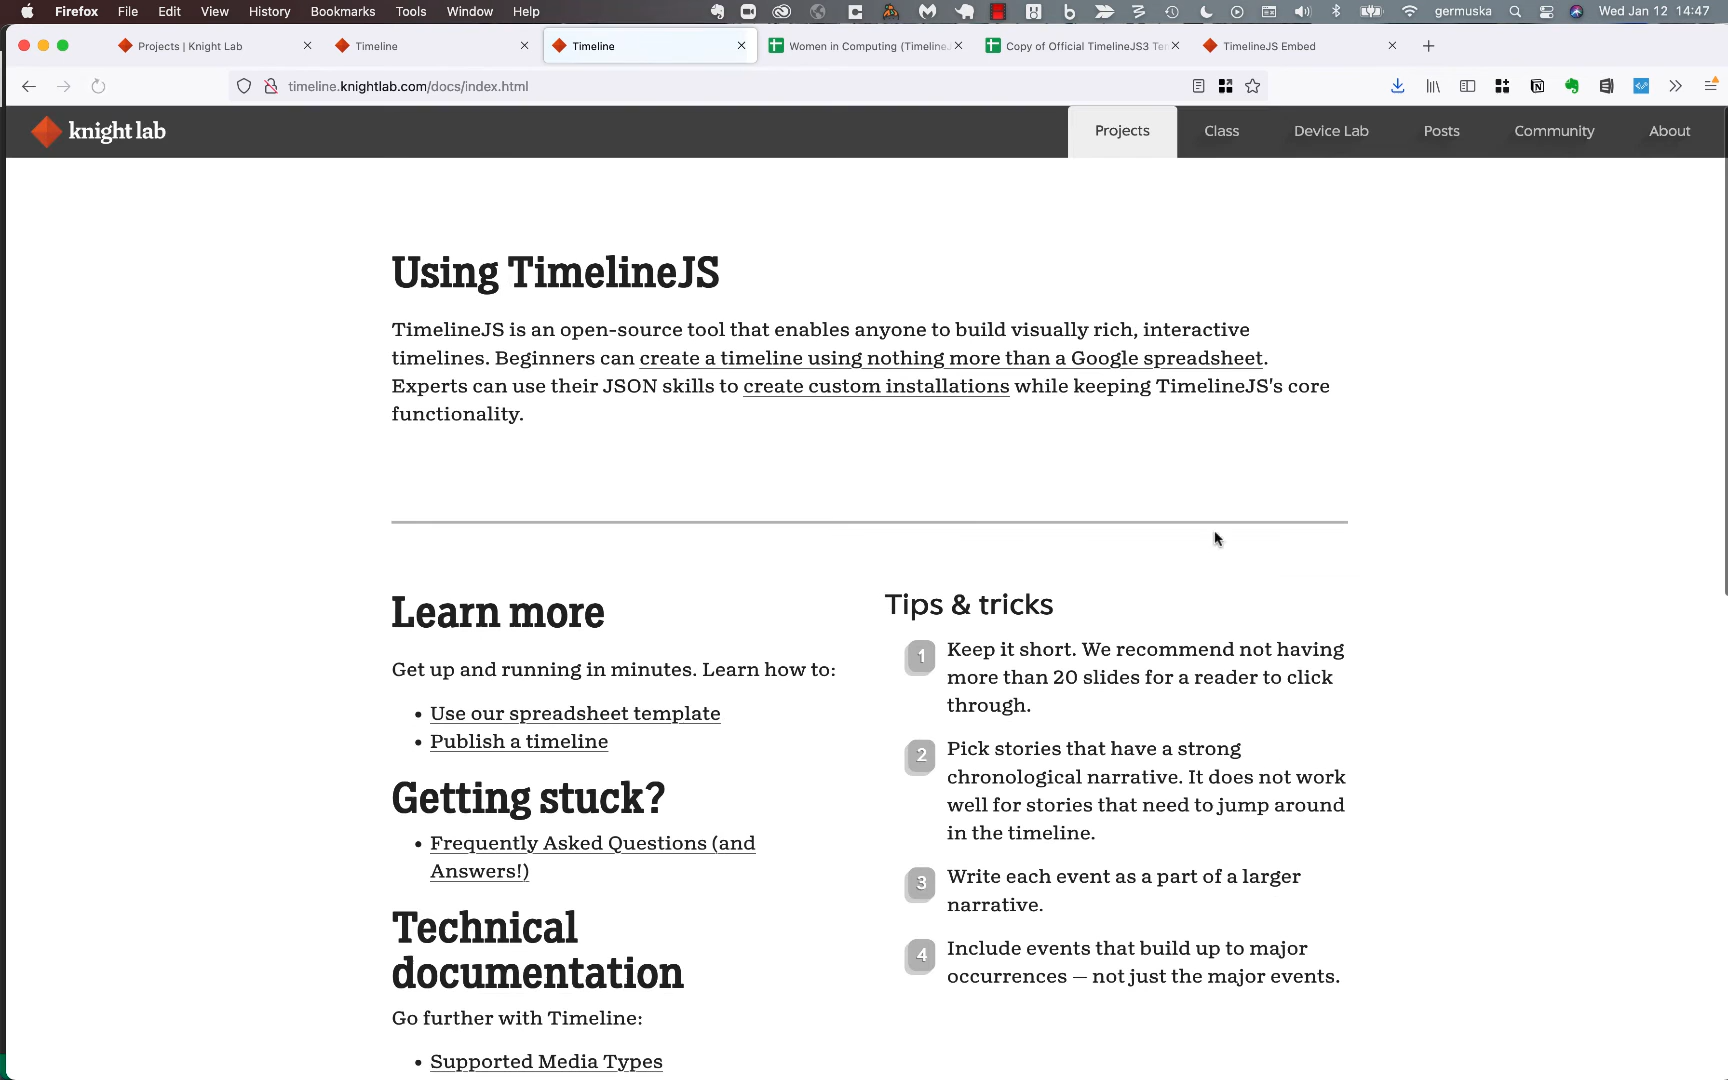 Firefox File Edit View History Bookmarks Tools Window Help germuska Wed Jan 12 14:47
Projects | Knight Lab Timeline Timeline Women in Computing (TimelineJ Copy of Official TimelineJS3 Te TimelineJS Embed
timeline.knightlab.com/docs/index.html
knight lab Projects Class Device Lab Posts Community About
Using TimelineJS
TimelineJS is an open-source tool that enables anyone to build visually rich, interactive
timelines. Beginners can create a timeline using nothing more than a Google spreadsheet.
Experts can use their JSON skills to create custom installations while keeping TimelineJS's core
functionality.
Learn more
Get up and running in minutes. Learn how to:
• Use our spreadsheet template
• Publish a timeline
Getting stuck?
• Frequently Asked Questions (and
Answers!)
Technical
documentation
Go further with Timeline:
• Supported Media Types
Tips & tricks
1 Keep it short. We recommend not having
more than 20 slides for a reader to click
through.
2 Pick stories that have a strong
chronological narrative. It does not work
well for stories that need to jump around
in the timeline.
3 Write each event as a part of a larger
narrative.
4 Include events that build up to major
occurrences — not just the major events.